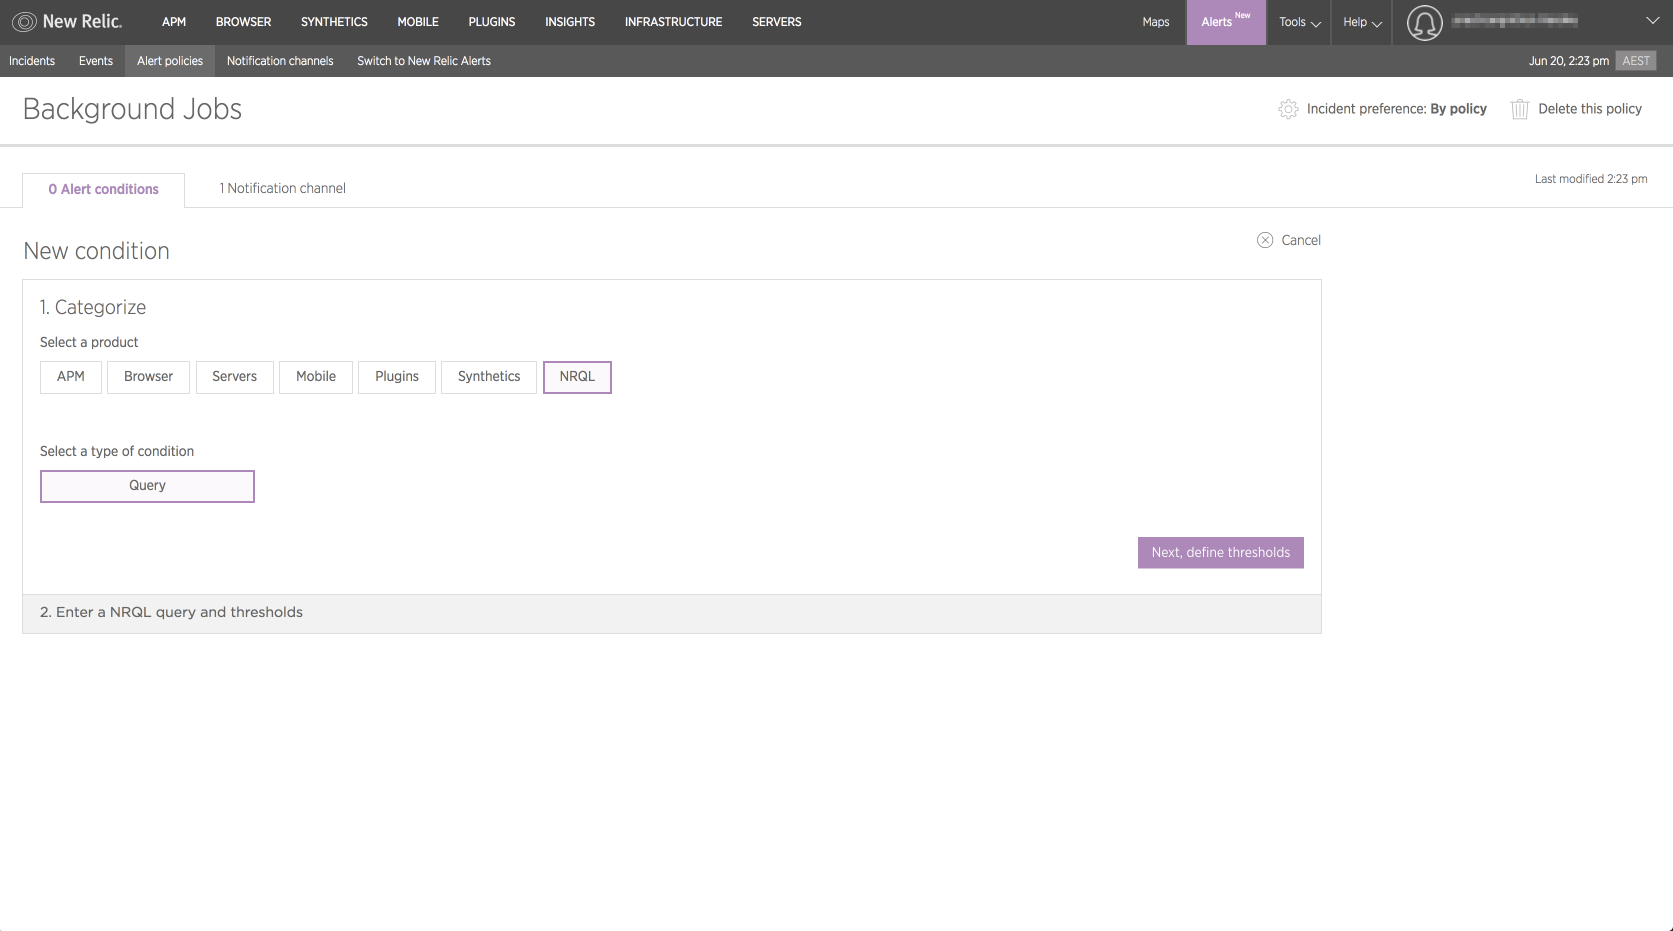 New Relic. APM BROWSER SYNTHETICS MOBILE PLUGINS INSIGHTS INFRASTRUCTURE SERVERS Maps Alerts New Tools Help
Incidents Events Alert policies Notification channels Switch to New Relic Alerts Jun 20, 2:23 pm AEST
Background Jobs Incident preference: By policy Delete this policy
0 Alert conditions 1 Notification channel Last modified 2:23 pm
New condition Cancel
1. Categorize
Select a product
APM Browser Servers Mobile Plugins Synthetics NRQL
Select a type of condition
Query
Next, define thresholds
2. Enter a NRQL query and thresholds